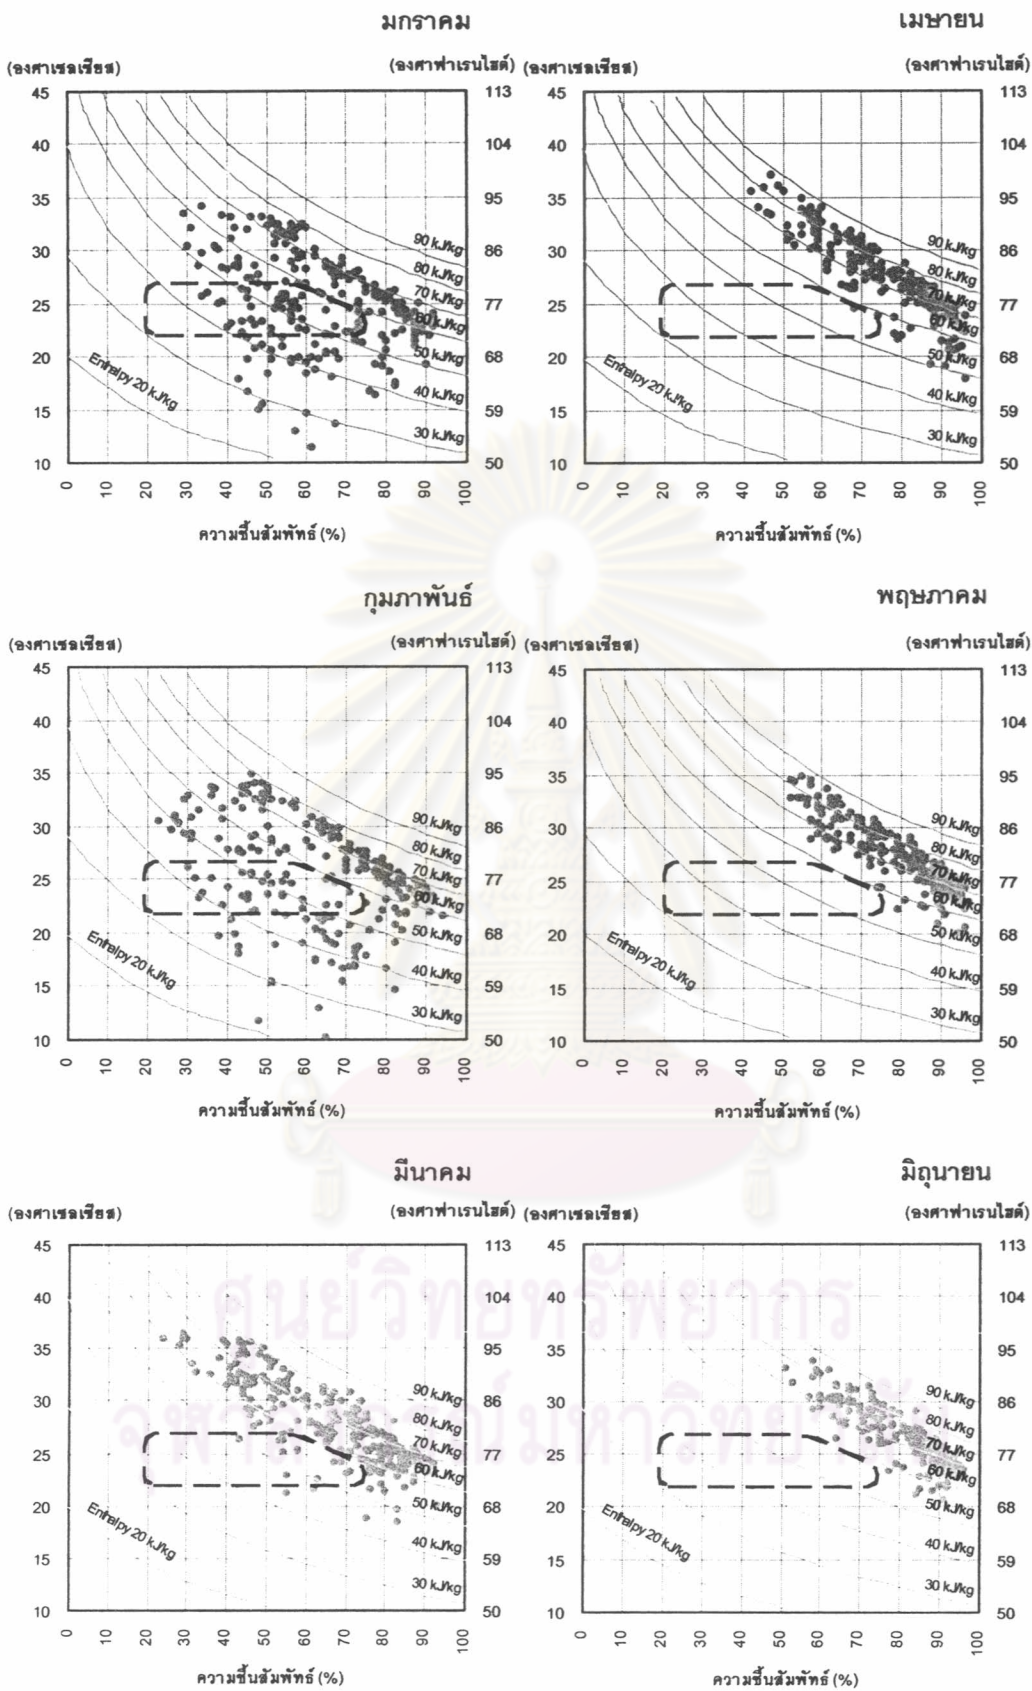 มกราคม
(องศาเซลเซียส)
(องศาฟาเรนไฮต์)
45
113
40
104
35
95
30
90 kJ/kg
86
80 kJ/kg
25
70 kJ/kg
77
60 kJ/kg
20
Enthalpy 20 kJ/kg
50 kJ/kg
68
15
40 kJ/kg
59
30 kJ/kg
10
50
0 10 20 30 40 50 60 70 80 90 100
ความชื้นสัมพัทธ์ (%)
เมษายน
(องศาเซลเซียส)
(องศาฟาเรนไฮต์)
45
113
40
104
35
95
30
90 kJ/kg
86
80 kJ/kg
25
70 kJ/kg
77
60 kJ/kg
20
Enthalpy 20 kJ/kg
50 kJ/kg
68
15
40 kJ/kg
59
30 kJ/kg
10
50
0 10 20 30 40 50 60 70 80 90 100
ความชื้นสัมพัทธ์ (%)
กุมภาพันธ์
(องศาเซลเซียส)
(องศาฟาเรนไฮต์)
45
113
40
104
35
95
30
90 kJ/kg
86
80 kJ/kg
25
70 kJ/kg
77
60 kJ/kg
20
Enthalpy 20 kJ/kg
50 kJ/kg
68
15
40 kJ/kg
59
30 kJ/kg
10
50
0 10 20 30 40 50 60 70 80 90 100
ความชื้นสัมพัทธ์ (%)
พฤษภาคม
(องศาเซลเซียส)
(องศาฟาเรนไฮต์)
45
113
40
104
35
95
30
90 kJ/kg
86
80 kJ/kg
25
70 kJ/kg
77
60 kJ/kg
20
Enthalpy 20 kJ/kg
50 kJ/kg
68
15
40 kJ/kg
59
30 kJ/kg
10
50
0 10 20 30 40 50 60 70 80 90 100
ความชื้นสัมพัทธ์ (%)
มีนาคม
(องศาเซลเซียส)
(องศาฟาเรนไฮต์)
45
113
40
104
35
95
30
90 kJ/kg
86
80 kJ/kg
25
70 kJ/kg
77
60 kJ/kg
20
Enthalpy 20 kJ/kg
50 kJ/kg
68
15
40 kJ/kg
59
30 kJ/kg
10
50
0 10 20 30 40 50 60 70 80 90 100
ความชื้นสัมพัทธ์ (%)
มิถุนายน
(องศาเซลเซียส)
(องศาฟาเรนไฮต์)
45
113
40
104
35
95
30
90 kJ/kg
86
80 kJ/kg
25
70 kJ/kg
77
60 kJ/kg
20
Enthalpy 20 kJ/kg
50 kJ/kg
68
15
40 kJ/kg
59
30 kJ/kg
10
50
0 10 20 30 40 50 60 70 80 90 100
ความชื้นสัมพัทธ์ (%)
ศูนย์วิทยทรัพยากร
จุฬาลงกรณ์มหาวิทยาลัย